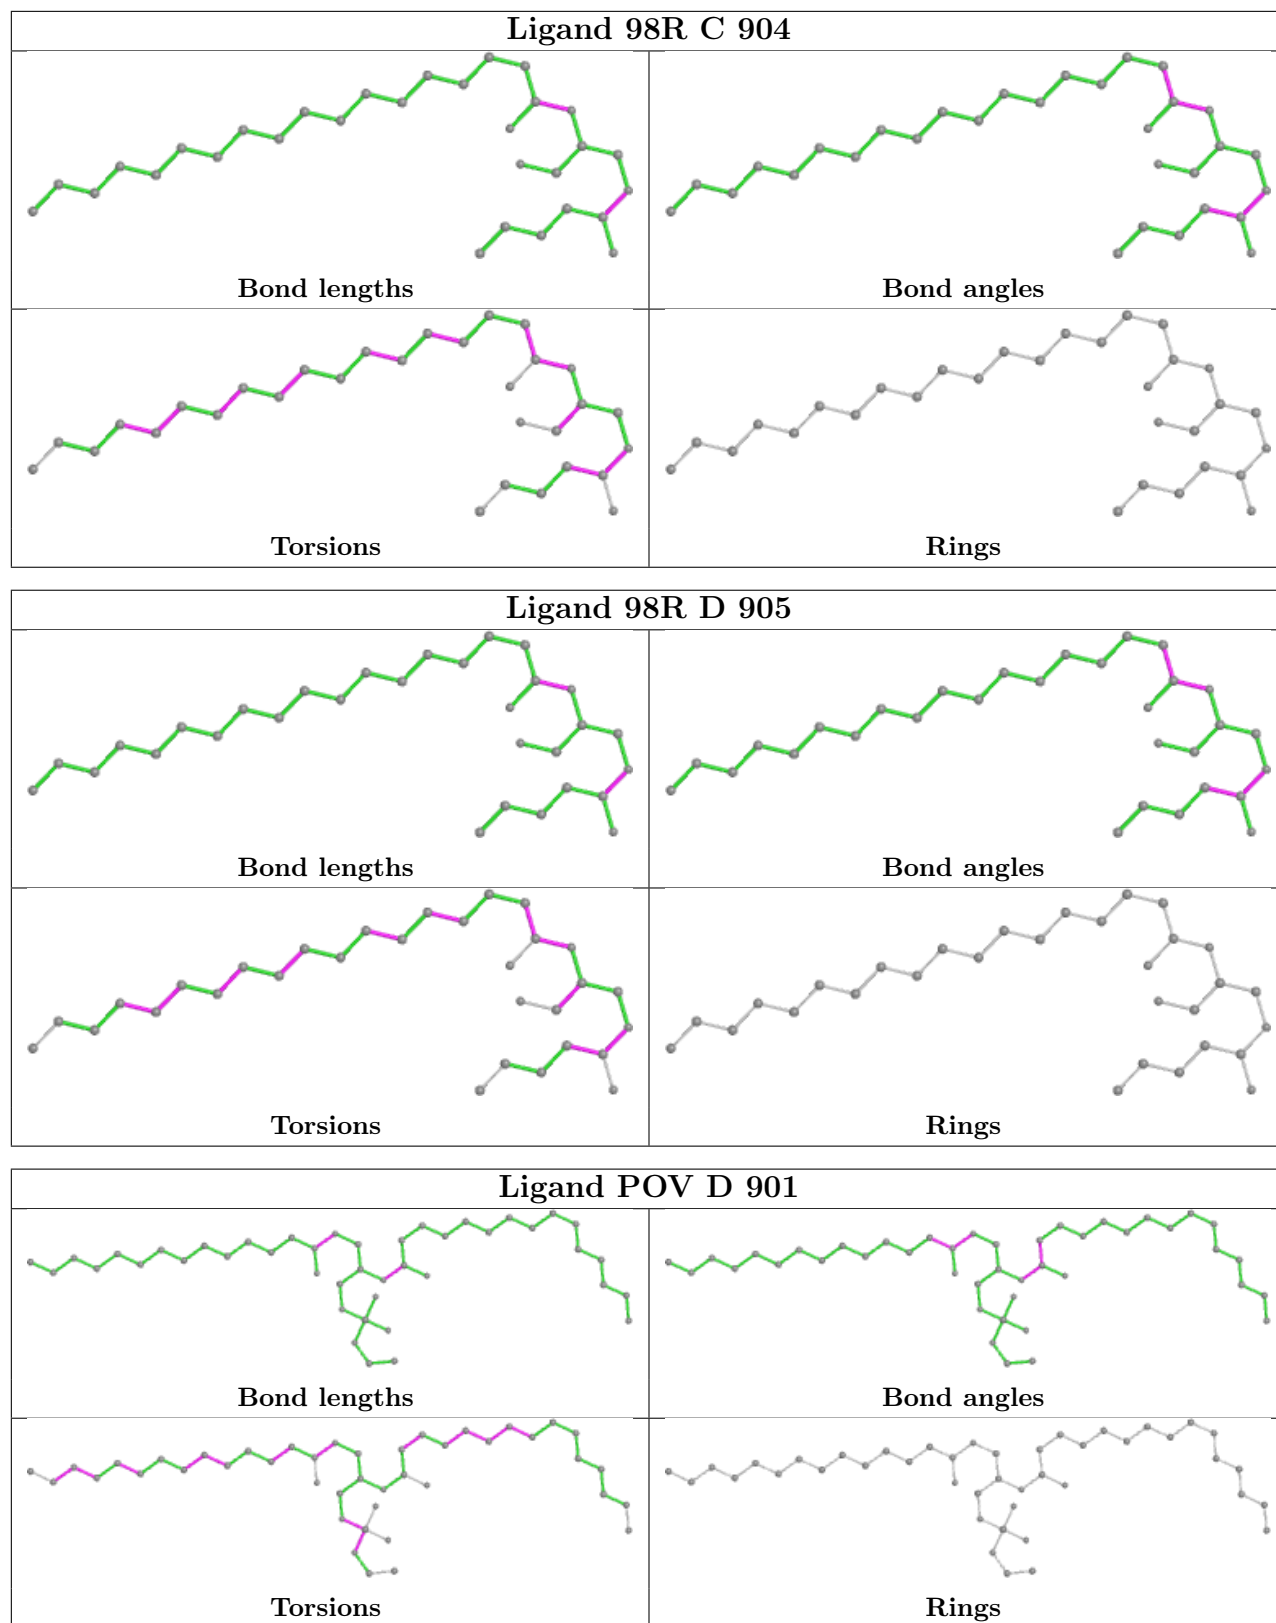 Ligand 98R C 904
Bond lengths
Bond angles
Torsions
Rings
Ligand 98R D 905
Bond lengths
Bond angles
Torsions
Rings
Ligand POV D 901
Bond lengths
Bond angles
Torsions
Rings